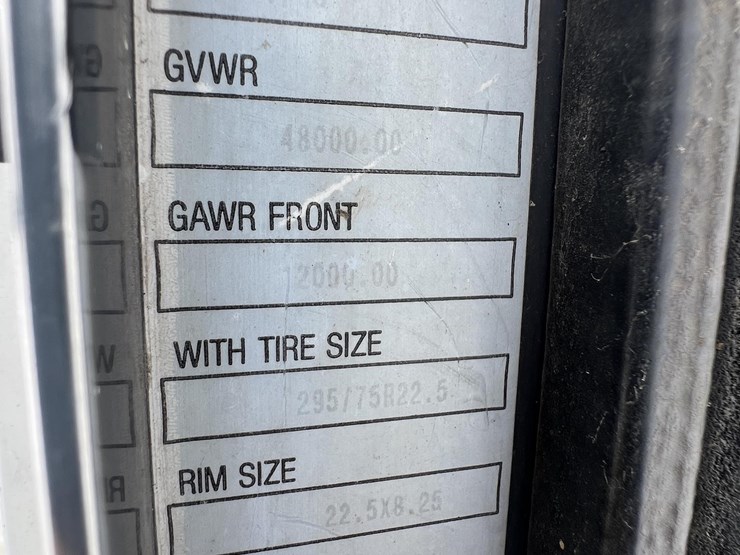 GVWR
48000.00
GAWR FRONT
12000.00
WITH TIRE SIZE
295/75R22.5
RIM SIZE
22.5X8.25